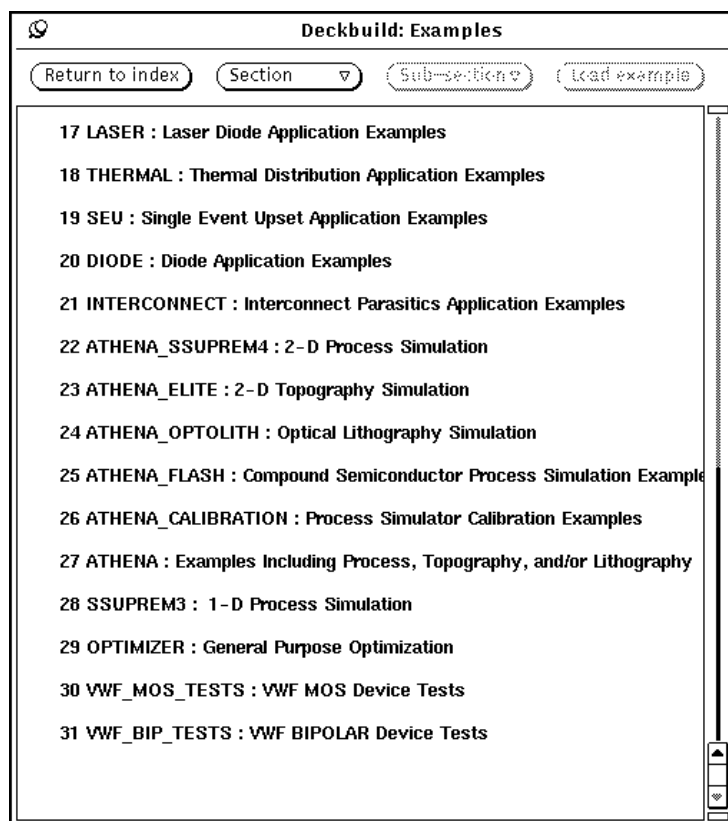 Deckbuild: Examples
Return to index Section Sub-section Load example
17 LASER : Laser Diode Application Examples
18 THERMAL : Thermal Distribution Application Examples
19 SEU : Single Event Upset Application Examples
20 DIODE : Diode Application Examples
21 INTERCONNECT : Interconnect Parasitics Application Examples
22 ATHENA_SSUPREM4 : 2-D Process Simulation
23 ATHENA_ELITE : 2-D Topography Simulation
24 ATHENA_OPTOLITH : Optical Lithography Simulation
25 ATHENA_FLASH : Compound Semiconductor Process Simulation Example
26 ATHENA_CALIBRATION : Process Simulator Calibration Examples
27 ATHENA : Examples Including Process, Topography, and/or Lithography
28 SSUPREM3 : 1-D Process Simulation
29 OPTIMIZER : General Purpose Optimization
30 VWF_MOS_TESTS : VWF MOS Device Tests
31 VWF_BIP_TESTS : VWF BIPOLAR Device Tests